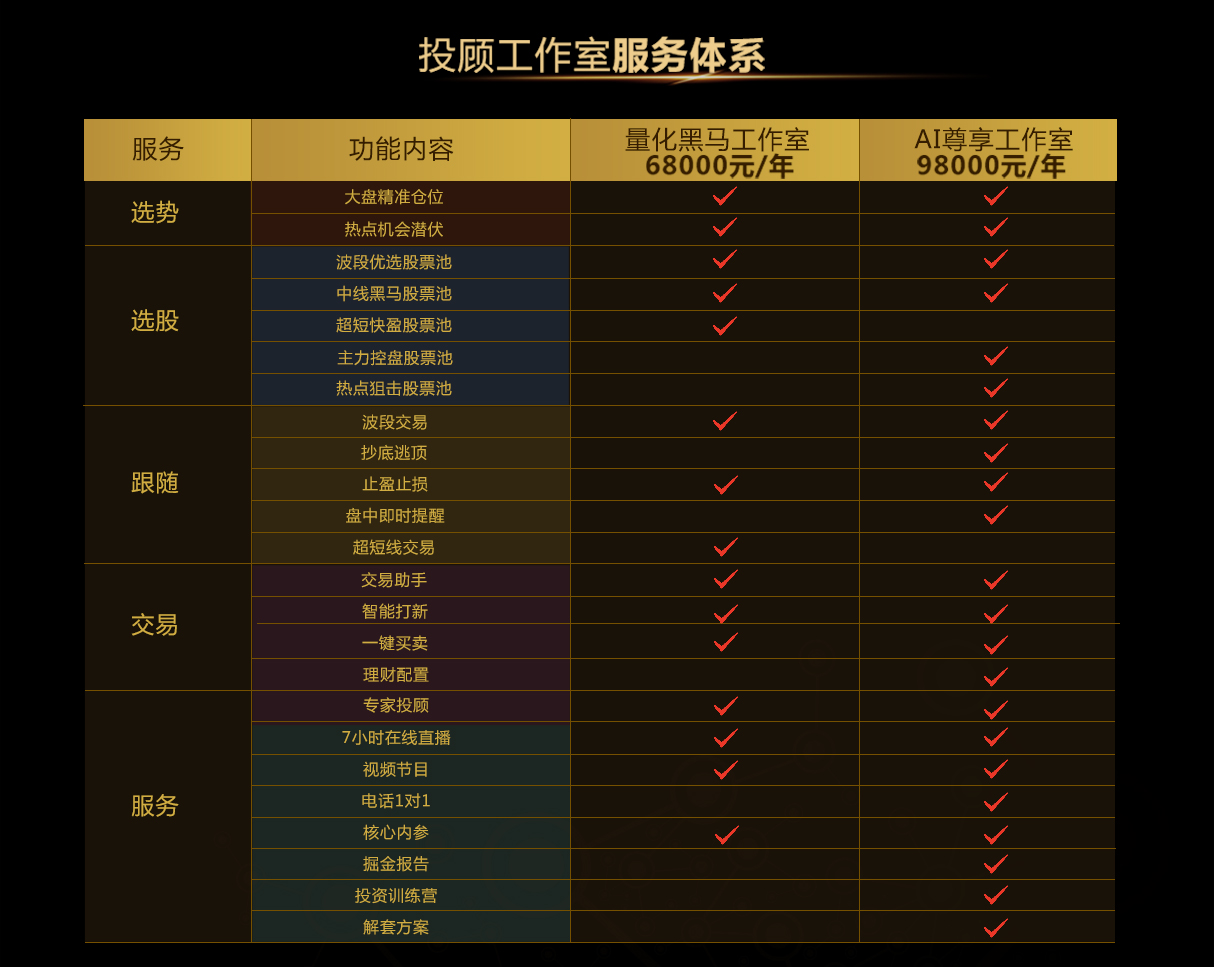 投顾工作室服务体系
服务 功能内容 量化黑马工作室 AI尊享工作室
68000元/年 98000元/年
选势
大盘精准仓位
热点机会潜伏
选股
波段优选股票池
中线黑马股票池
超短快盈股票池
主力控盘股票池
热点狙击股票池
跟随
波段交易
抄底逃顶
止盈止损
盘中即时提醒
超短线交易
交易
交易助手
智能打新
一键买卖
理财配置
服务
专家投顾
7小时在线直播
视频节目
电话1对1
核心内参
掘金报告
投资训练营
解套方案